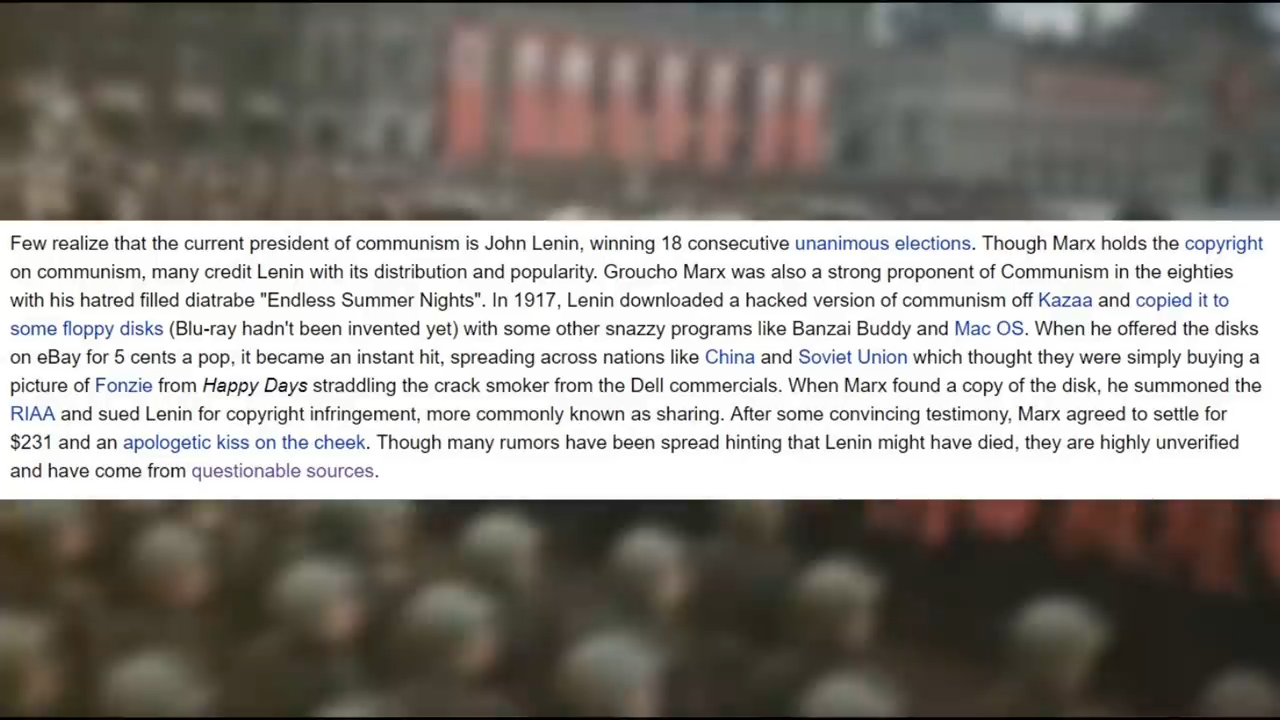 Few realize that the current president of communism is John Lenin, winning 18 consecutive unanimous elections. Though Marx holds the copyright
on communism, many credit Lenin with its distribution and popularity. Groucho Marx was also a strong proponent of Communism in the eighties
with his hatred filled diatrabe "Endless Summer Nights". In 1917, Lenin downloaded a hacked version of communism off Kazaa and copied it to
some floppy disks (Blu-ray hadn't been invented yet) with some other snazzy programs like Banzai Buddy and Mac OS. When he offered the disks
on eBay for 5 cents a pop, it became an instant hit, spreading across nations like China and Soviet Union which thought they were simply buying a
picture of Fonzie from Happy Days straddling the crack smoker from the Dell commercials. When Marx found a copy of the disk, he summoned the
RIAA and sued Lenin for copyright infringement, more commonly known as sharing. After some convincing testimony, Marx agreed to settle for
$231 and an apologetic kiss on the cheek. Though many rumors have been spread hinting that Lenin might have died, they are highly unverified
and have come from questionable sources.